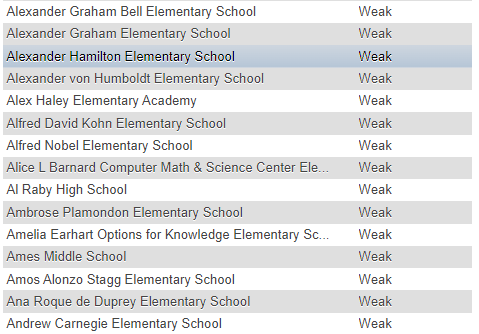 Alexander Graham Bell Elementary School Weak
Alexander Graham Elementary School Weak
Alexander Hamilton Elementary School Weak
Alexander von Humboldt Elementary School Weak
Alex Haley Elementary Academy Weak
Alfred David Kohn Elementary School Weak
Alfred Nobel Elementary School Weak
Alice L Barnard Computer Math & Science Center Ele... Weak
Al Raby High School Weak
Ambrose Plamondon Elementary School Weak
Amelia Earhart Options for Knowledge Elementary Sc... Weak
Ames Middle School Weak
Amos Alonzo Stagg Elementary School Weak
Ana Roque de Duprey Elementary School Weak
Andrew Carnegie Elementary School Weak